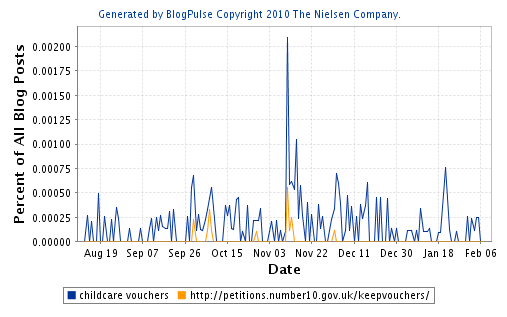 Generated by BlogPulse Copyright 2010 The Nielsen Company.
Percent of All Blog Posts
0.00200
0.00175
0.00150
0.00125
0.00100
0.00075
0.00050
0.00025
0.00000
Aug 19 Sep 07 Sep 26 Oct 15 Nov 03 Nov 22 Dec 11 Dec 30 Jan 18 Feb 06
Date
childcare vouchers http://petitions.number10.gov.uk/keepvouchers/